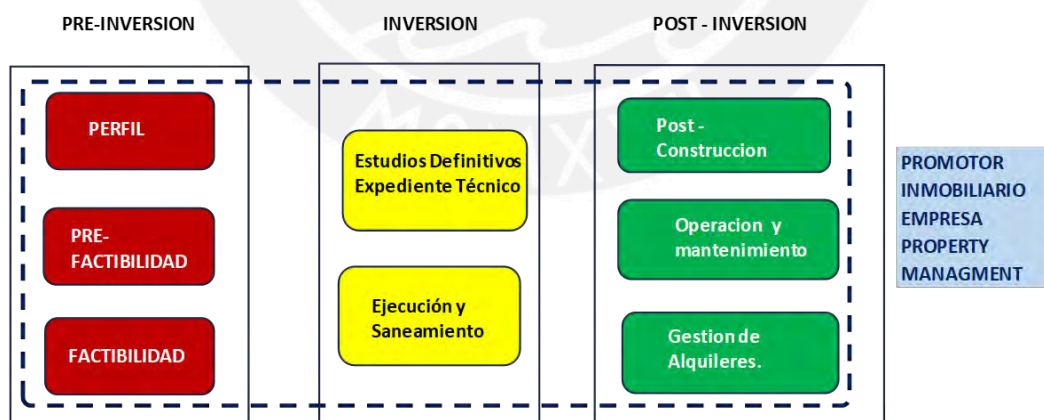 PRE-INVERSION
INVERSION
POST - INVERSION
PERFIL
PRE-
FACTIBILIDAD
FACTIBILIDAD
Estudios Definitivos
Expediente Técnico
Ejecución y
Saneamiento
Post -
Construccion
Operacion y
mantenimiento
Gestion de
Alquileres.
PROMOTOR
INMOBILIARIO
EMPRESA
PROPERTY
MANAGMENT